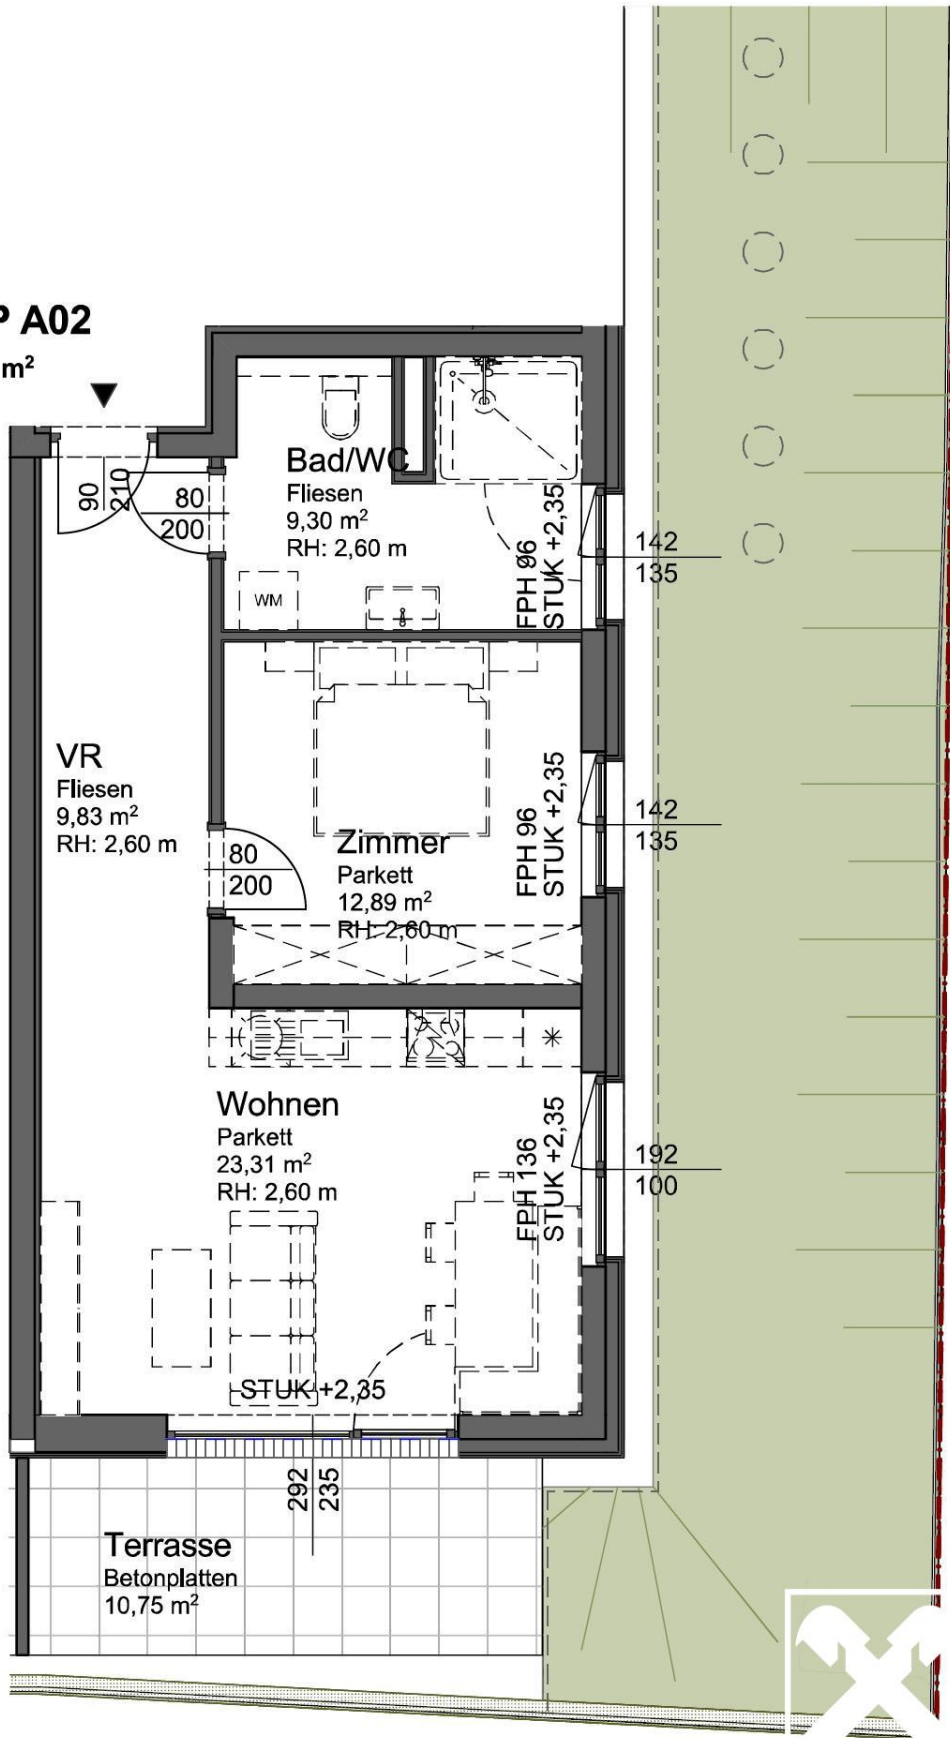 P A02
m²
90
210
80
200
Bad/WC
Fliesen
9,30 m²
RH: 2,60 m
WM
FPH 96
STUK +2,35
142
135
VR
Fliesen
9,83 m²
RH: 2,60 m
80
200
Zimmer
Parkett
12,89 m²
RH: 2,60 m
FPH 96
STUK +2,35
142
135
Wohnen
Parkett
23,31 m²
RH: 2,60 m
FPH 136
STUK +2,35
192
100
STUK +2,35
292
235
Terrasse
Betonplatten
10,75 m²